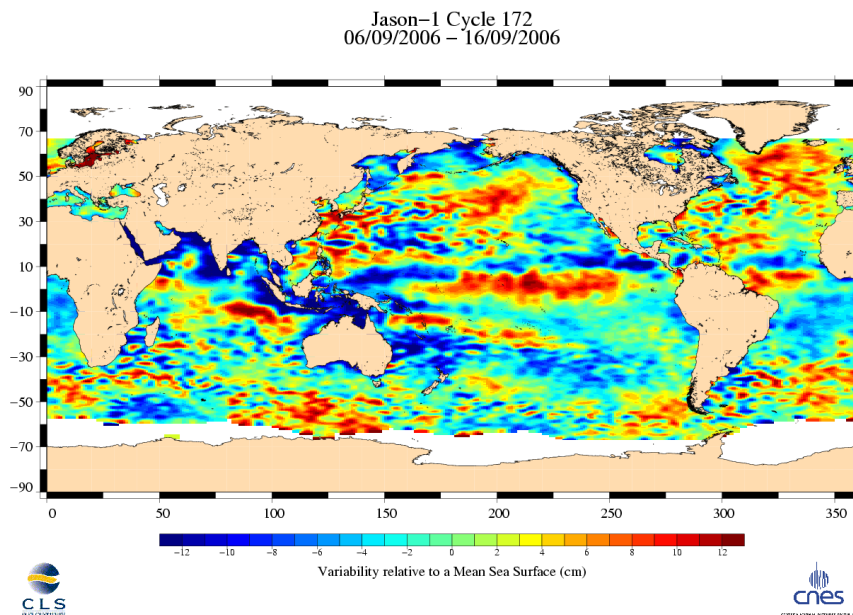 Jason-1 Cycle 172
06/09/2006 - 16/09/2006
90
70
50
30
10
-10
-30
-50
-70
-90
0 50 100 150 200 250 300 350
-12 -10 -8 -6 -4 -2 0 2 4 6 8 10 12
Variability relative to a Mean Sea Surface (cm)
CLS
cnes